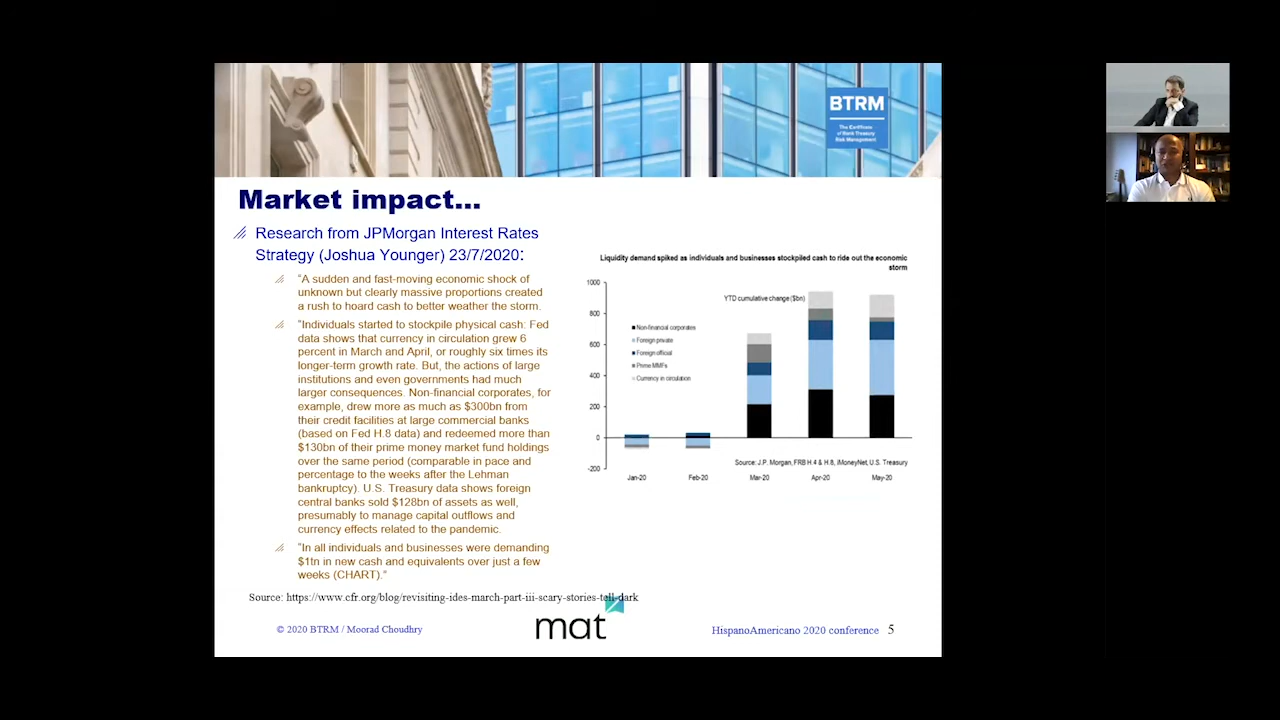 BTRM
The Certificate
of Bank Treasury
Risk Management
Market impact...
Research from JPMorgan Interest Rates
Strategy (Joshua Younger) 23/7/2020:
"A sudden and fast-moving economic shock of
unknown but clearly massive proportions created
a rush to hoard cash to better weather the storm.
"Individuals started to stockpile physical cash: Fed
data shows that currency in circulation grew 6
percent in March and April, or roughly six times its
longer-term growth rate. But, the actions of large
institutions and even governments had much
larger consequences. Non-financial corporates, for
example, drew more as much as $300bn from
their credit facilities at large commercial banks
(based on Fed H.8 data) and redeemed more than
$130bn of their prime money market fund holdings
over the same period (comparable in pace and
percentage to the weeks after the Lehman
bankruptcy). U.S. Treasury data shows foreign
central banks sold $128bn of assets as well,
presumably to manage capital outflows and
currency effects related to the pandemic.
"In all individuals and businesses were demanding
$1tn in new cash and equivalents over just a few
weeks (CHART)."
Liquidity demand spiked as individuals and businesses stockpiled cash to ride out the economic
storm
1000
800
600
400
200
0
-200
YTD cumulative change ($bn)
Non-financial corporates
Foreign private
Foreign official
Prime MMFs
Currency in circulation
Source: J.P. Morgan, FRB H.4 & H.8, iMoneyNet, U.S. Treasury
Jan-20 Feb-20 Mar-20 Apr-20 May-20
Source: https://www.cfr.org/blog/revisiting-ides-march-part-iii-scary-stories-tell-dark
© 2020 BTRM / Moorad Choudhry
mat
HispanoAmericano 2020 conference 5